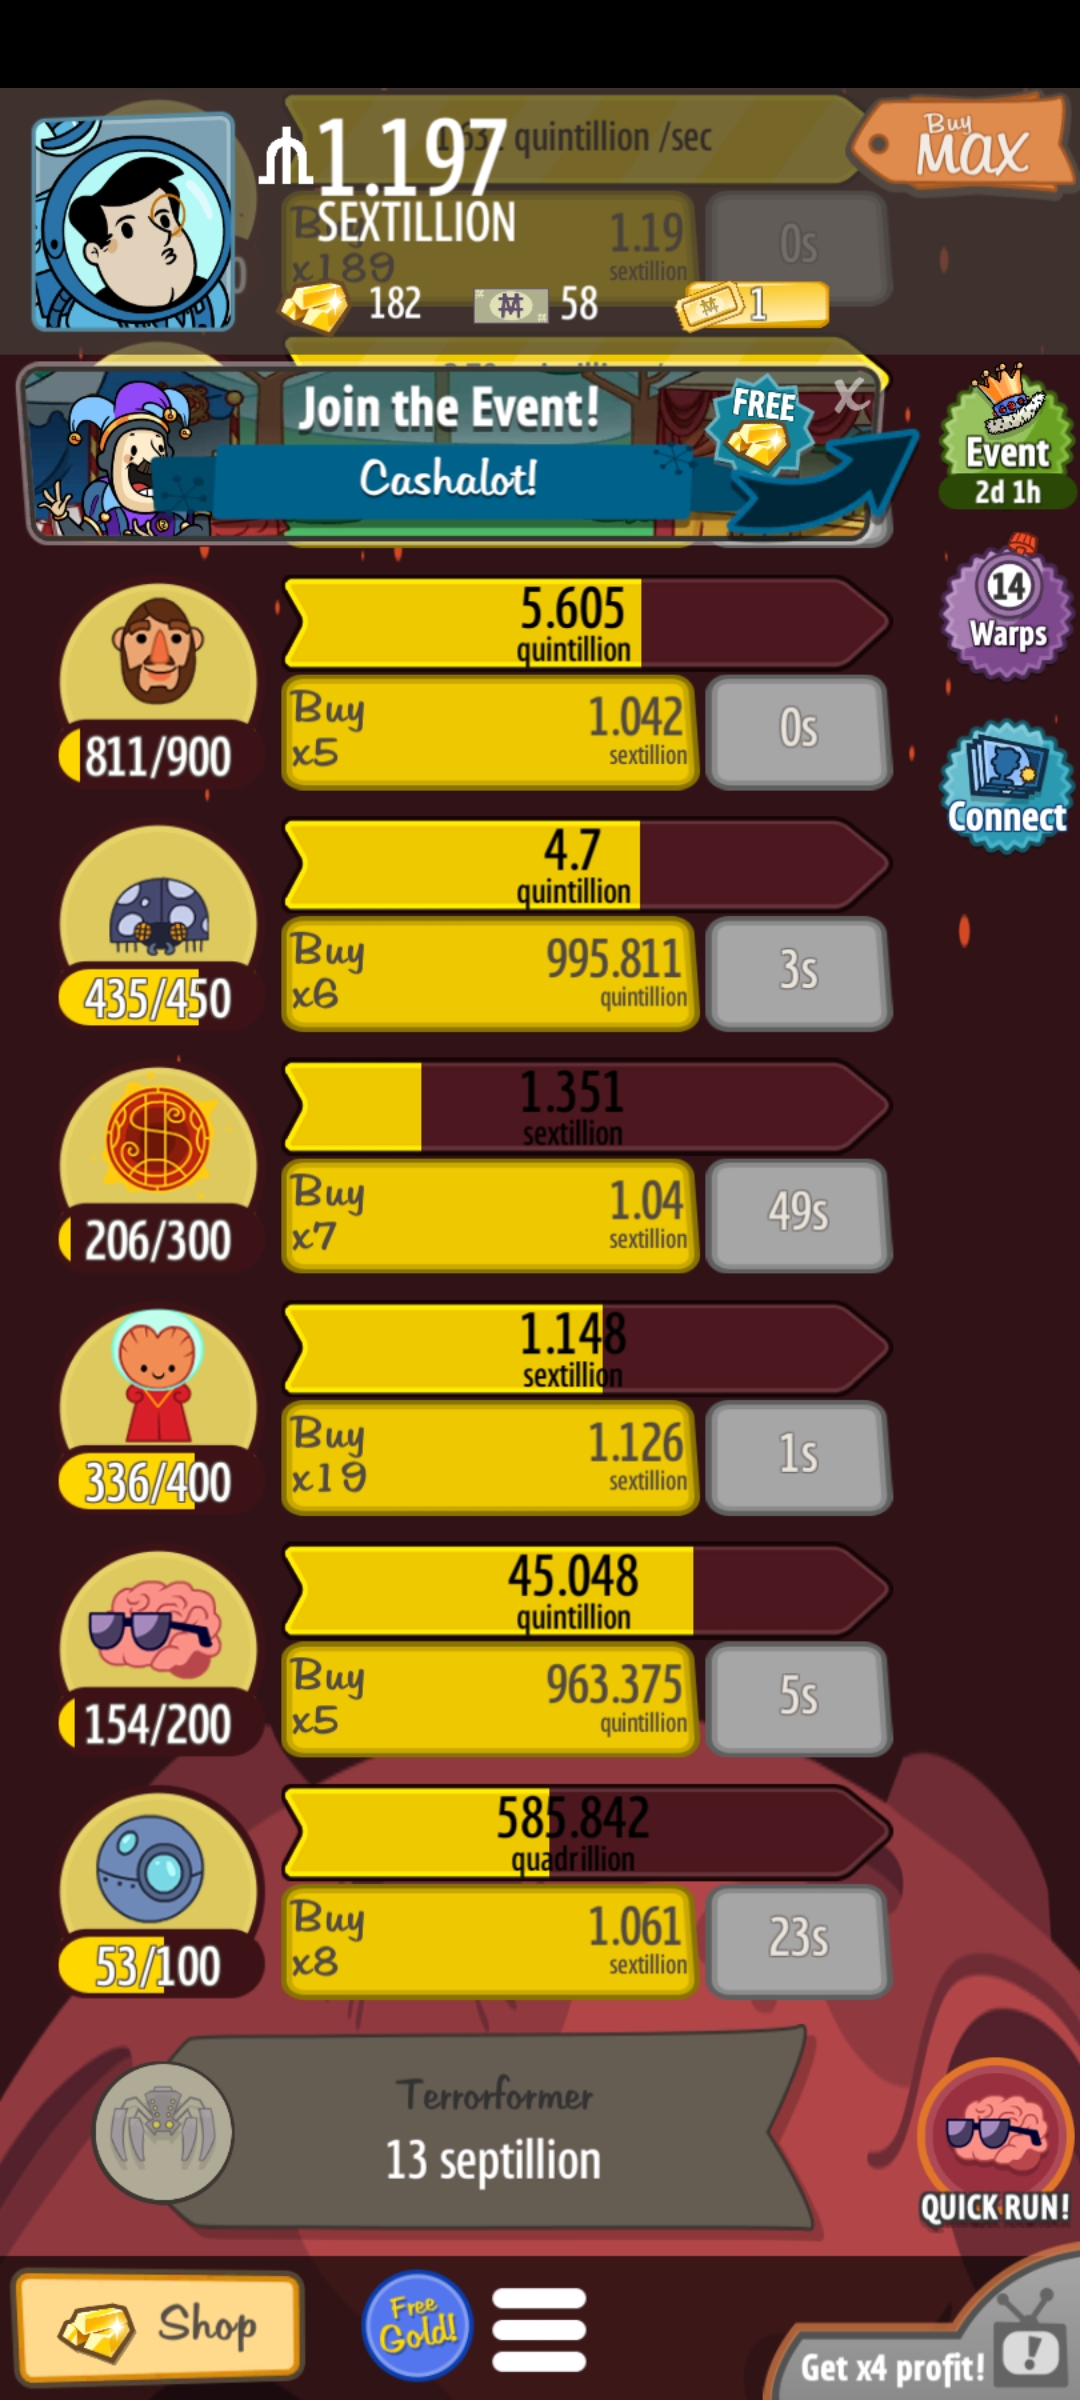 quintillion /sec
Buy
MAX
1.197
SEXTILLION
x189
1.19
sextillion
0s
182
58
1
Join the Event!
FREE
X
Cashalot!
Event
2d 1h
5.605
quintillion
14
Warps
811/900
Buy
x5
1.042
sextillion
0s
Connect
4.7
quintillion
435/450
Buy
x6
995.811
quintillion
3s
1.351
sextillion
206/300
Buy
x7
1.04
sextillion
49s
1.148
sextillion
336/400
Buy
x19
1.126
sextillion
1s
45.048
quintillion
154/200
Buy
x5
963.375
quintillion
5s
585.842
quadrillion
53/100
Buy
x8
1.061
sextillion
23s
Terrorformer
13 septillion
QUICK RUN!
Shop
Free
Gold!
Get x4 profit!
!